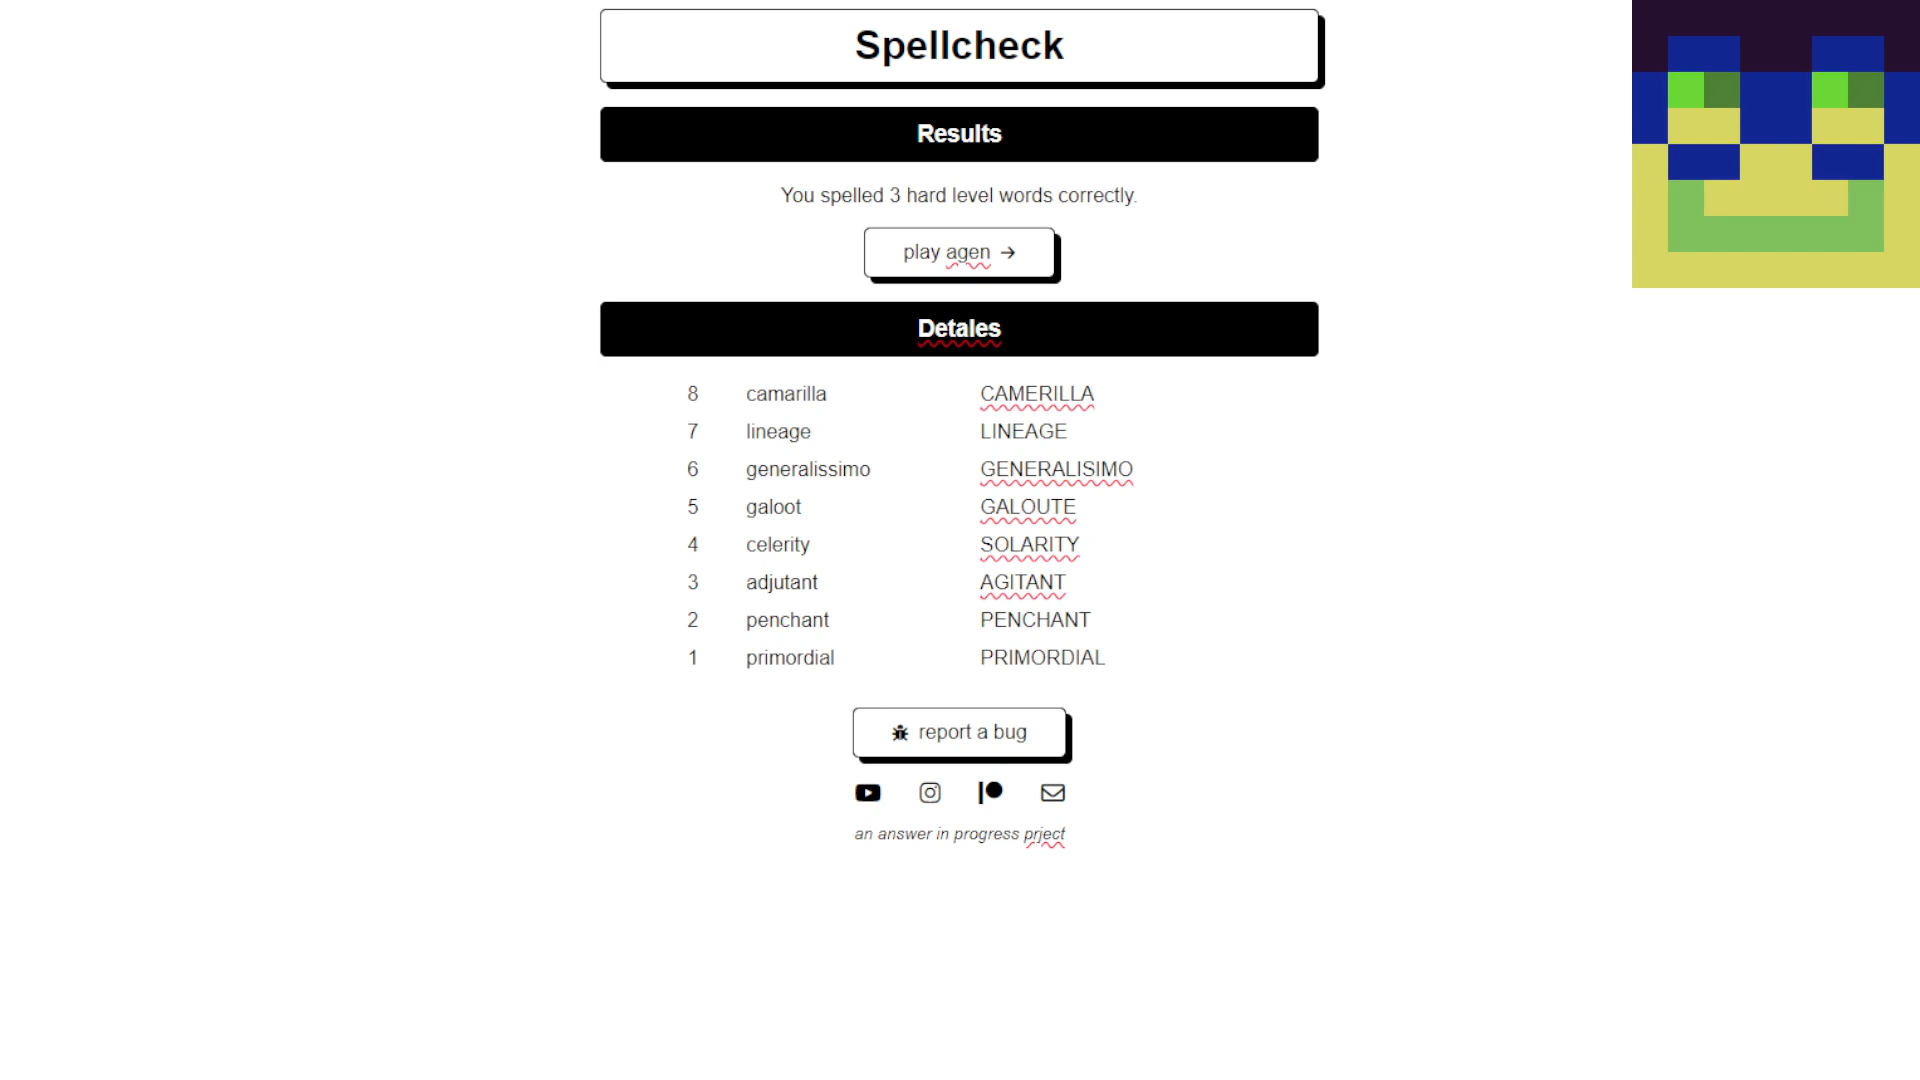 Spellcheck
Results
You spelled 3 hard level words correctly.
play agen →
Detales
8 camarilla CAMERILLA
7 lineage LINEAGE
6 generalissimo GENERALISIMO
5 galoot GALOUTE
4 celerity SOLARITY
3 adjutant AGITANT
2 penchant PENCHANT
1 primordial PRIMORDIAL
report a bug
an answer in progress prject